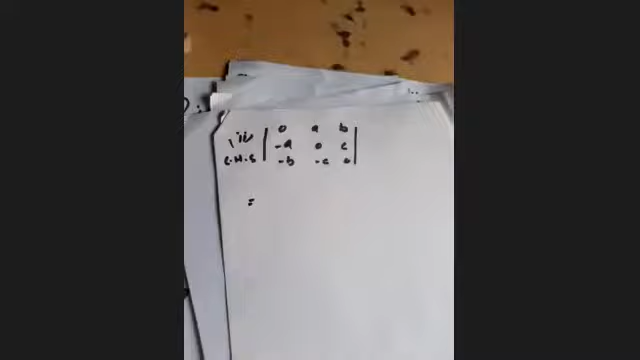 iii) | 0 a b |
L.H.S | -a 0 c |
| -b -c 0 |
=